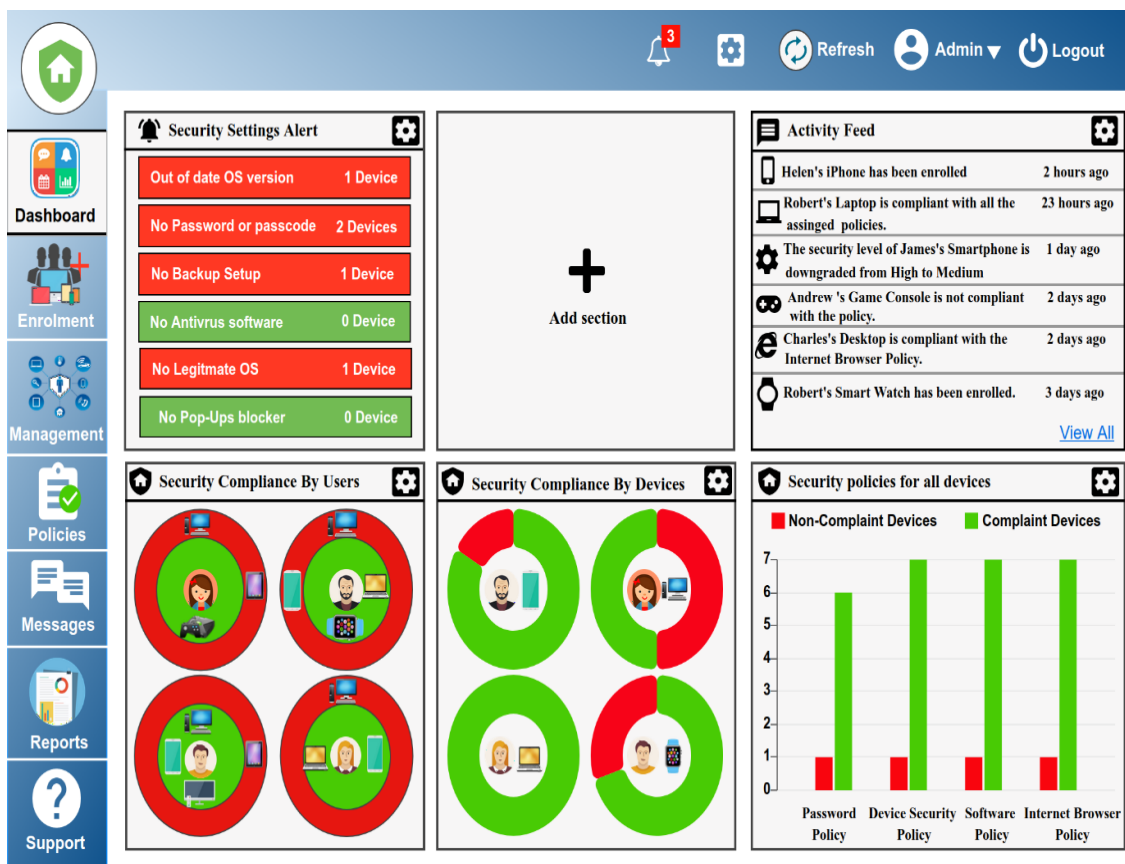 3
Refresh
Admin
Logout
Dashboard
Enrolment
Management
Policies
Messages
Reports
Support
Security Settings Alert
Out of date OS version 1 Device
No Password or passcode 2 Devices
No Backup Setup 1 Device
No Antivrus software 0 Device
No Legitmate OS 1 Device
No Pop-Ups blocker 0 Device
Add section
Activity Feed
Helen's iPhone has been enrolled 2 hours ago
Robert's Laptop is compliant with all the 23 hours ago
assinged policies.
The security level of James's Smartphone is 1 day ago
downgraded from High to Medium
Andrew 's Game Console is not compliant 2 days ago
with the policy.
Charles's Desktop is compliant with the 2 days ago
Internet Browser Policy.
Robert's Smart Watch has been enrolled. 3 days ago
View All
Security Compliance By Users
Security Compliance By Devices
Security policies for all devices
Non-Complaint Devices
Complaint Devices
7
6
5
4
3
2
1
0
Password Device Security Software Internet Browser
Policy Policy Policy Policy